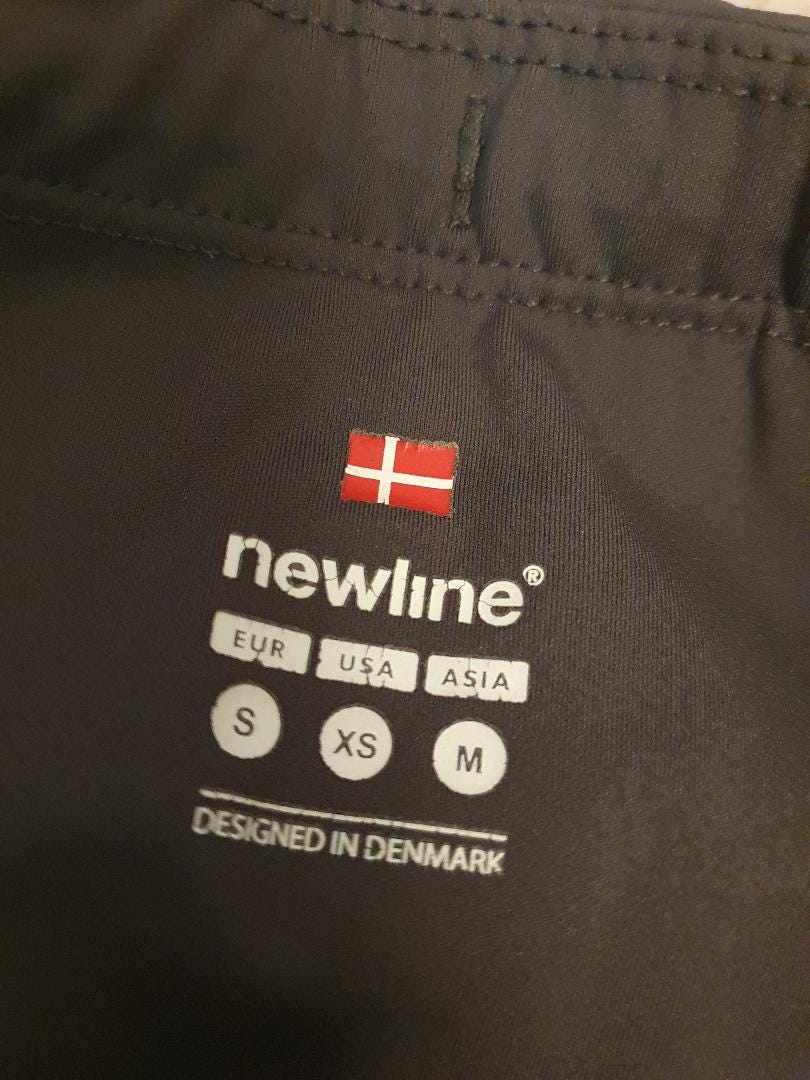 newline®
EUR USA ASIA
S XS M
DESIGNED IN DENMARK